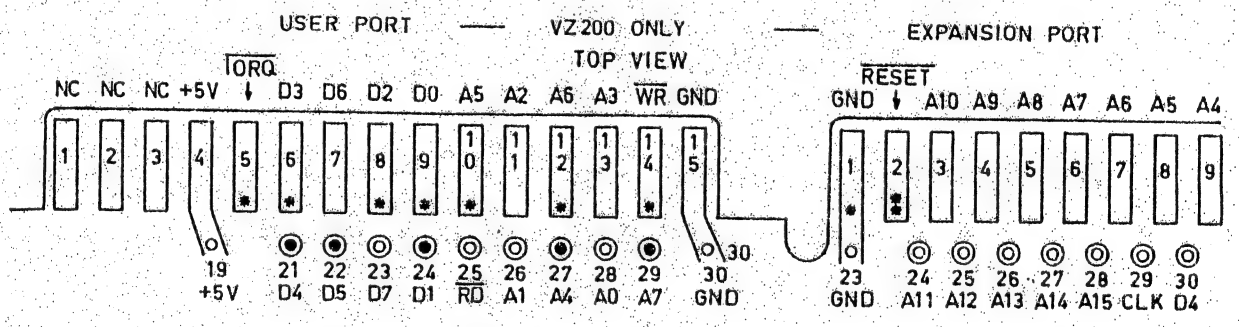 USER PORT — VZ200 ONLY — EXPANSION PORT
TOP VIEW
IORQ RESET
NC NC NC +5V D3 D6 D2 D0 A5 A2 A6 A3 WR GND GND A10 A9 A8 A7 A6 A5 A4
1 2 3 4 5 6 7 8 9 10 11 12 13 14 15 1 2 3 4 5 6 7 8 9
* * * * * * * * **
30
19 21 22 23 24 25 26 27 28 29 30 23 24 25 26 27 28 29 30
+5V D4 D5 D7 D1 RD A1 A4 A0 A7 GND GND A11 A12 A13 A14 A15 CLK D4